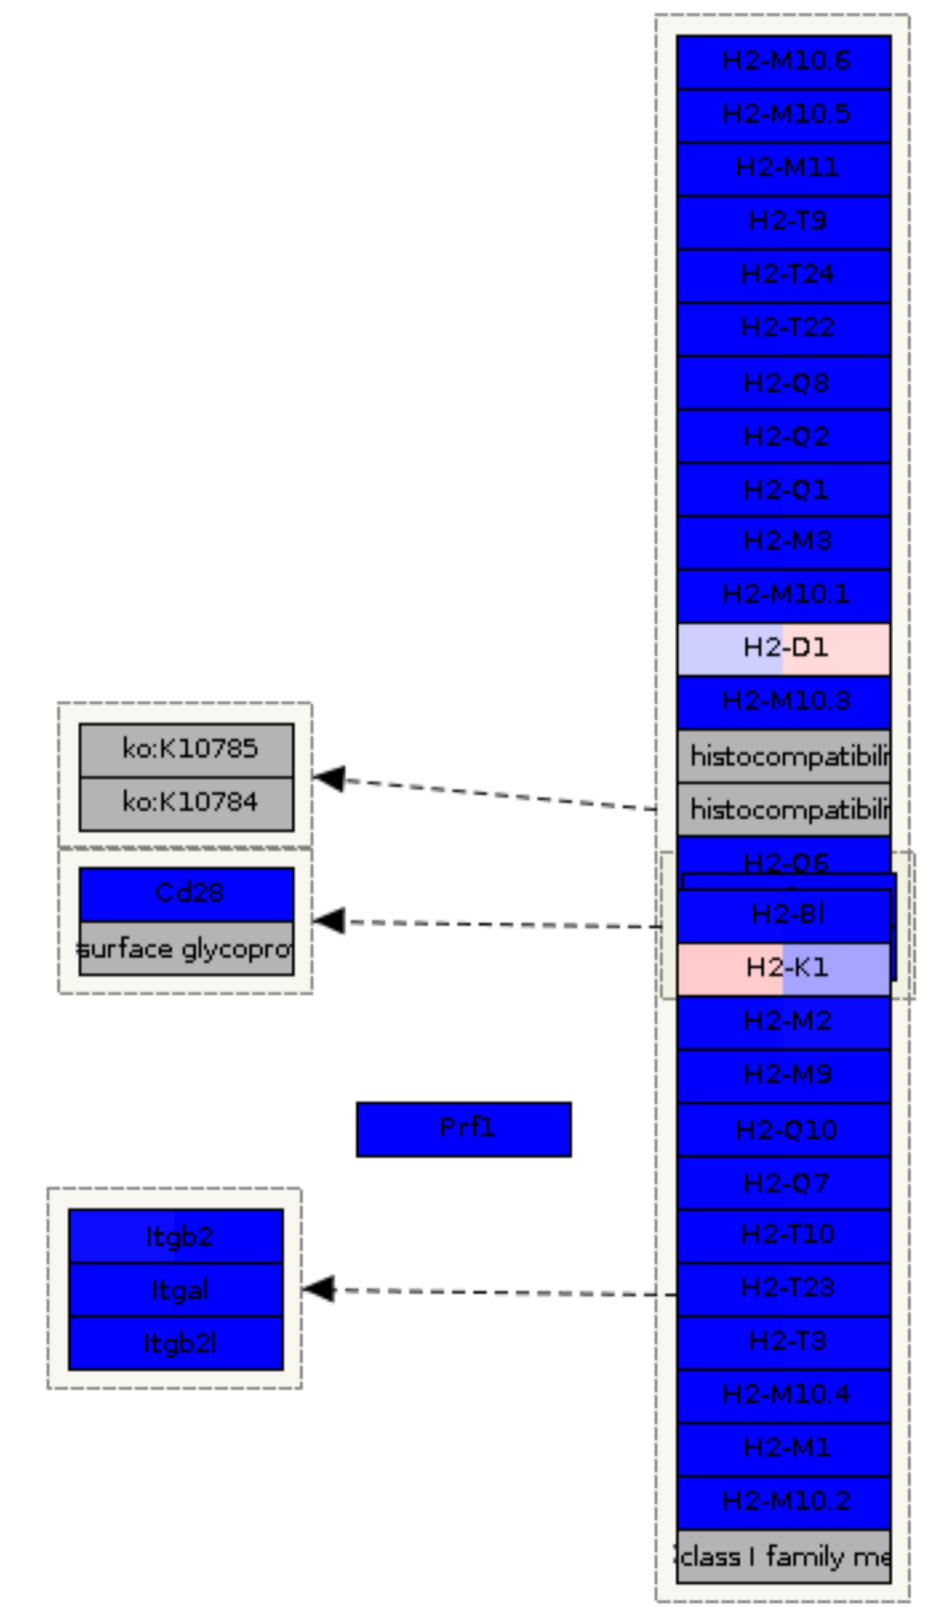 H2-M10.6
H2-M10.5
H2-M11
H2-T9
H2-T24
H2-T22
H2-Q8
H2-Q2
H2-Q1
H2-M3
H2-M10.1
H2-D1
H2-M10.3
histocompatibilit
histocompatibilit
H2-Q6
H2-Bl
H2-K1
H2-M2
H2-M9
H2-Q10
H2-Q7
H2-T10
H2-T23
H2-T3
H2-M10.4
H2-M1
H2-M10.2
class I family me
ko:K10785
ko:K10784
Cd28
surface glycoprot
Prf1
Itgb2
Itgal
Itgb2l